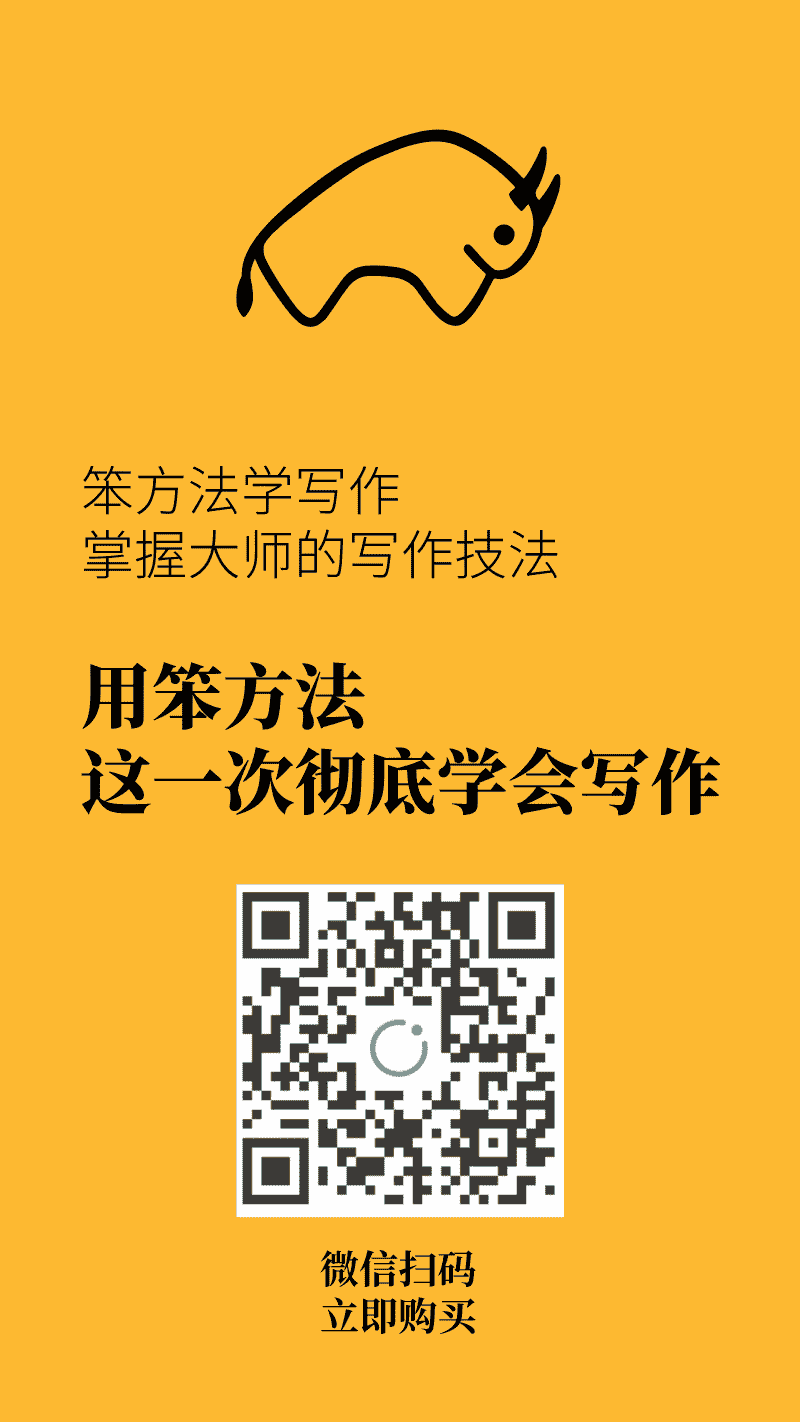 笨方法学写作
掌握大师的写作技法
用笨方法
这一次彻底学会写作
微信扫码
立即购买